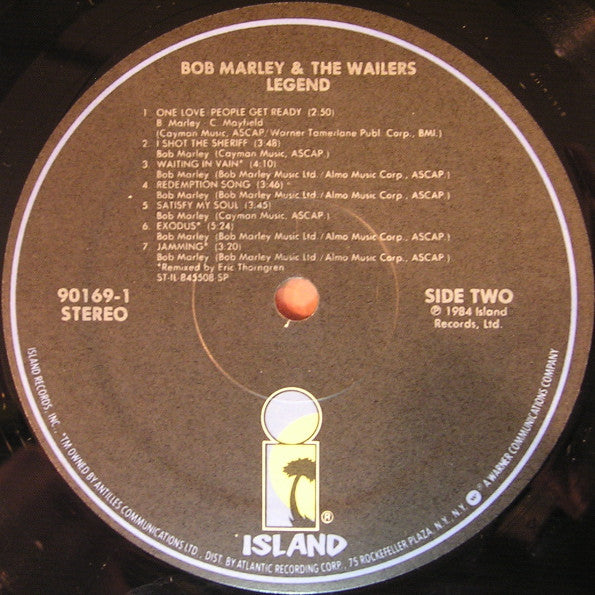 BOB MARLEY & THE WAILERS
LEGEND
1 ONE LOVE/PEOPLE GET READY (2:50)
B. Marley C. Mayfield
(Cayman Music, ASCAP/Warner Tamerlane Publ. Corp., BMI.)
2. I SHOT THE SHERIFF (3:48)
Bob Marley (Cayman Music, ASCAP.)
3 WAITING IN VAIN* (4:10)
Bob Marley (Bob Marley Music Ltd./Almo Music Corp., ASCAP.)
4 REDEMPTION SONG (3:46)
Bob Marley (Bob Marley Music Ltd./Almo Music Corp., ASCAP.)
5 SATISFY MY SOUL (3:45)
Bob Marley (Cayman Music, ASCAP.)
6 EXODUS* (5:24)
Bob Marley (Bob Marley Music Ltd./Almo Music Corp., ASCAP.)
7 JAMMING* (3:20)
Bob Marley (Bob Marley Music Ltd./Almo Music Corp., ASCAP.)
*Remixed by Eric Thorngren
ST-IL-845508 SP
90169-1
STEREO
SIDE TWO
℗ 1984 Island
Records, Ltd.
ISLAND®
ISLAND RECORDS, INC. *TM OWNED BY ANTILLES COMMUNICATIONS LTD., DIST. BY ATLANTIC RECORDING CORP., 75 ROCKEFELLER PLAZA, N.Y., N.Y. A WARNER COMMUNICATIONS COMPANY